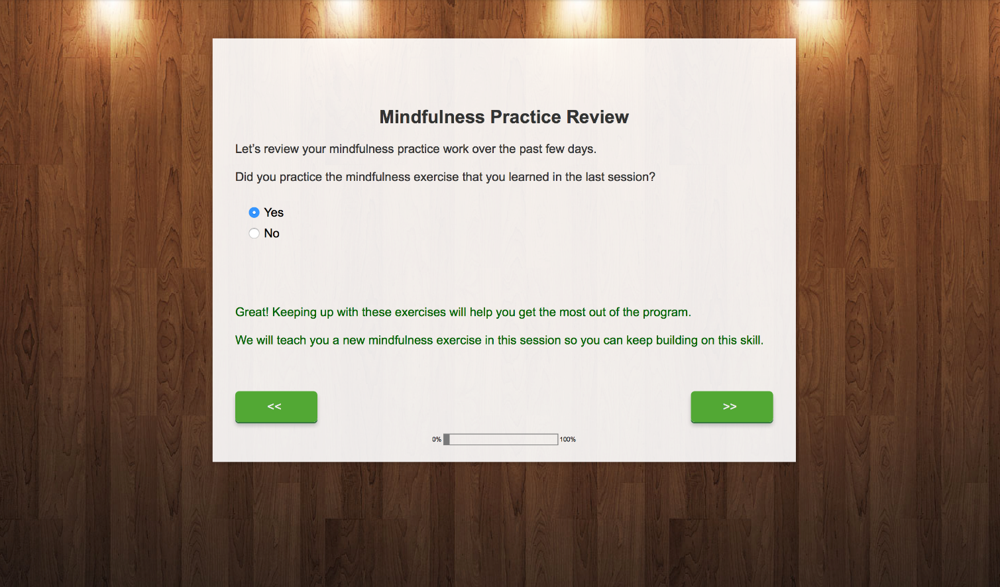 Mindfulness Practice Review
Let’s review your mindfulness practice work over the past few days.
Did you practice the mindfulness exercise that you learned in the last session?
Yes
No
Great! Keeping up with these exercises will help you get the most out of the program.
We will teach you a new mindfulness exercise in this session so you can keep building on this skill.
<< >>
0% 100%